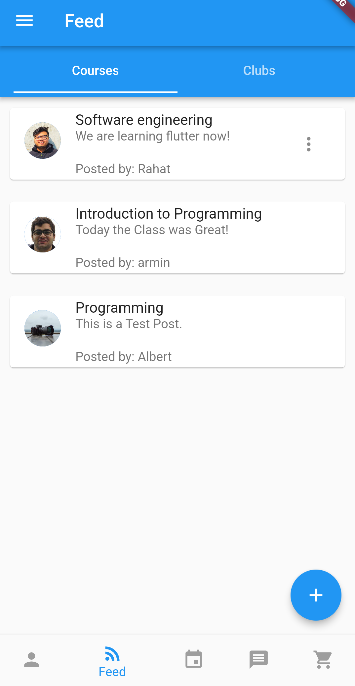 Feed
Courses
Clubs
Software engineering
We are learning flutter now!
Posted by: Rahat
Introduction to Programming
Today the Class was Great!
Posted by: armin
Programming
This is a Test Post.
Posted by: Albert
Feed